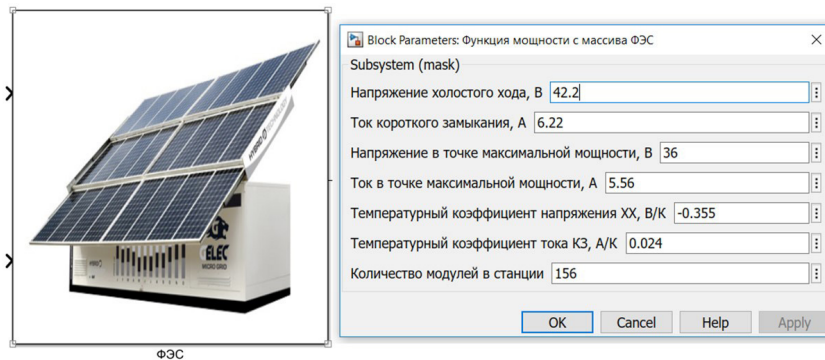 HYBRID TECHNOLOGY
ELEC
MICRO GRID
ФЭС
Block Parameters: Функция мощности с массива ФЭС
Subsystem (mask)
Напряжение холостого хода, В 42.2
Ток короткого замыкания, А 6.22
Напряжение в точке максимальной мощности, В 36
Ток в точке максимальной мощности, А 5.56
Температурный коэффициент напряжения ХХ, В/К -0.355
Температурный коэффициент тока КЗ, А/К 0.024
Количество модулей в станции 156
OK Cancel Help Apply